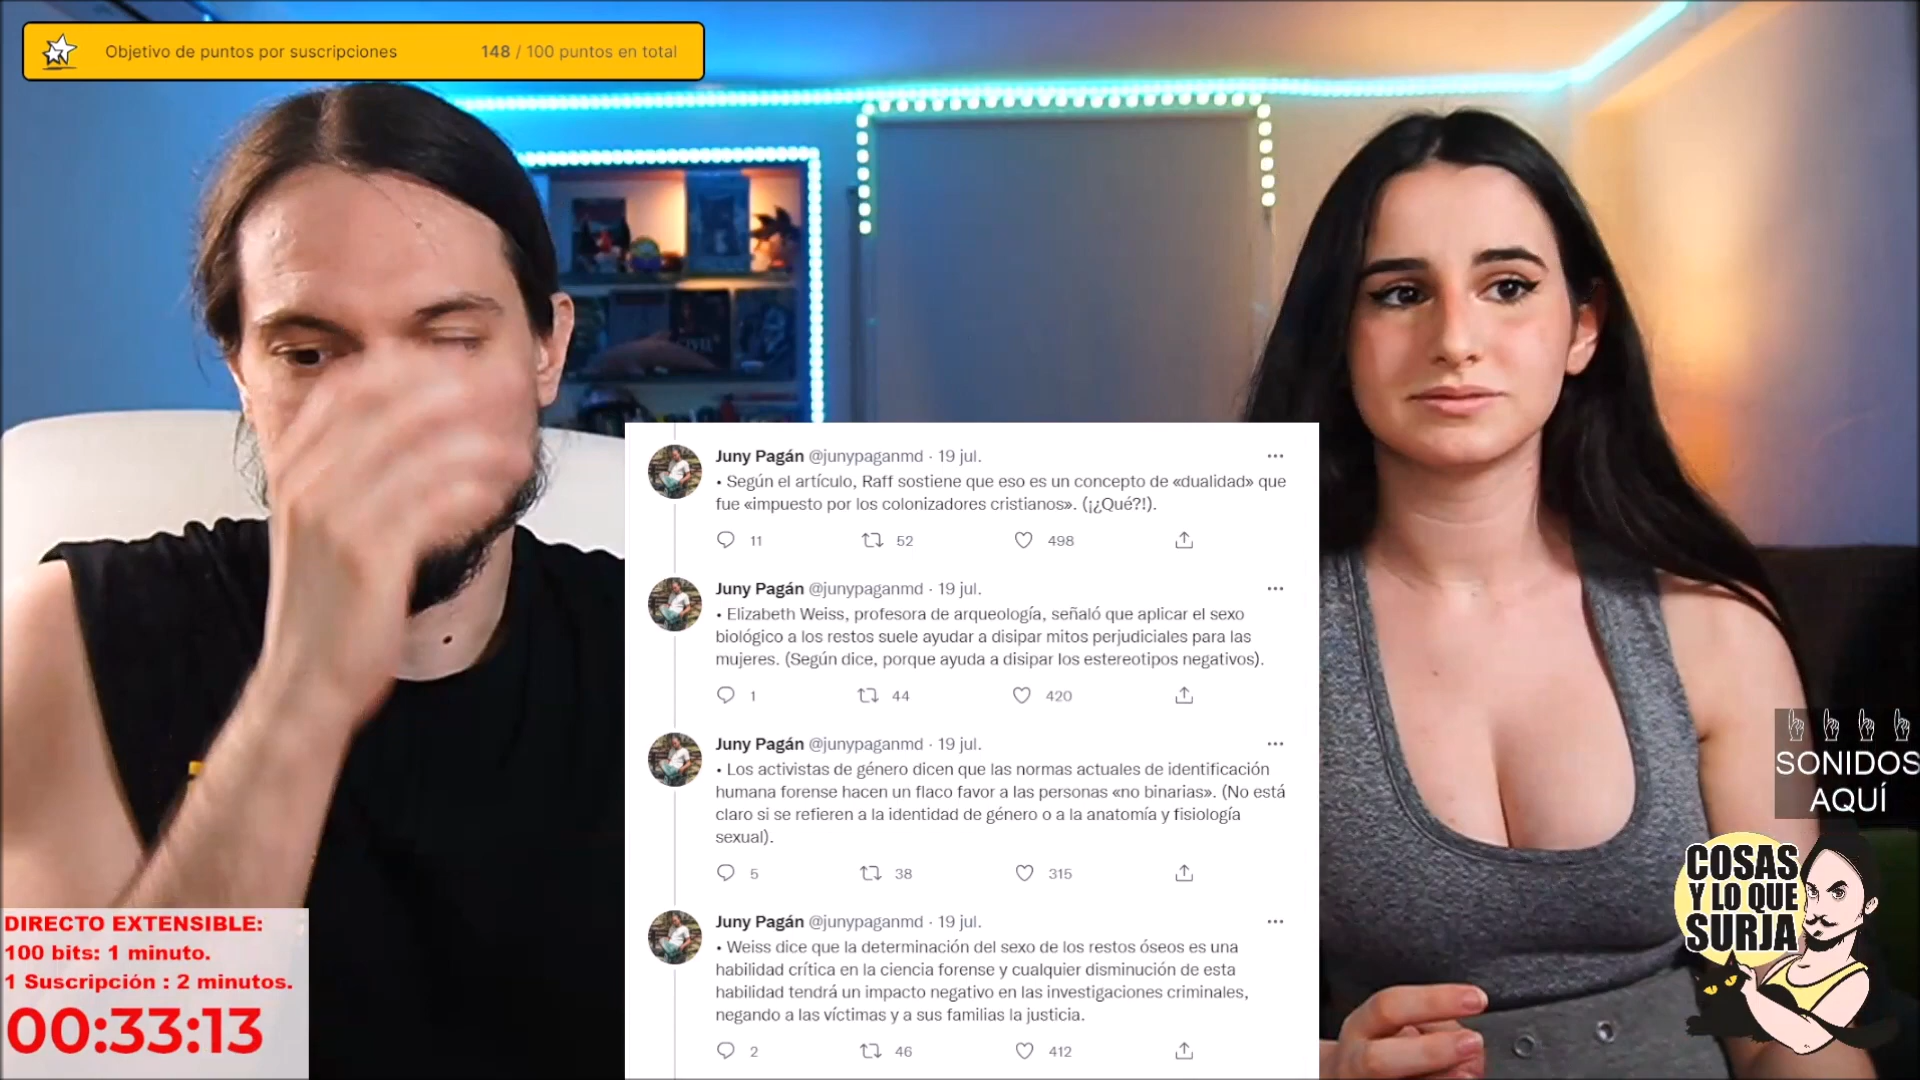 Objetivo de puntos por suscripciones 148 / 100 puntos en total
Juny Pagán @junypaganmd · 19 jul.
• Según el artículo, Raff sostiene que eso es un concepto de «dualidad» que
fue «impuesto por los colonizadores cristianos». (¡¿Qué?!).
11 52 498
Juny Pagán @junypaganmd · 19 jul.
• Elizabeth Weiss, profesora de arqueología, señaló que aplicar el sexo
biológico a los restos suele ayudar a disipar mitos perjudiciales para las
mujeres. (Según dice, porque ayuda a disipar los estereotipos negativos).
1 44 420
Juny Pagán @junypaganmd · 19 jul.
• Los activistas de género dicen que las normas actuales de identificación
humana forense hacen un flaco favor a las personas «no binarias». (No está
claro si se refieren a la identidad de género o a la anatomía y fisiología
sexual).
5 38 315
Juny Pagán @junypaganmd · 19 jul.
• Weiss dice que la determinación del sexo de los restos óseos es una
habilidad crítica en la ciencia forense y cualquier disminución de esta
habilidad tendrá un impacto negativo en las investigaciones criminales,
negando a las víctimas y a sus familias la justicia.
2 46 412
SONIDOS
AQUÍ
COSAS
Y LO QUE
SURJA
DIRECTO EXTENSIBLE:
100 bits: 1 minuto.
1 Suscripción : 2 minutos.
00:33:13